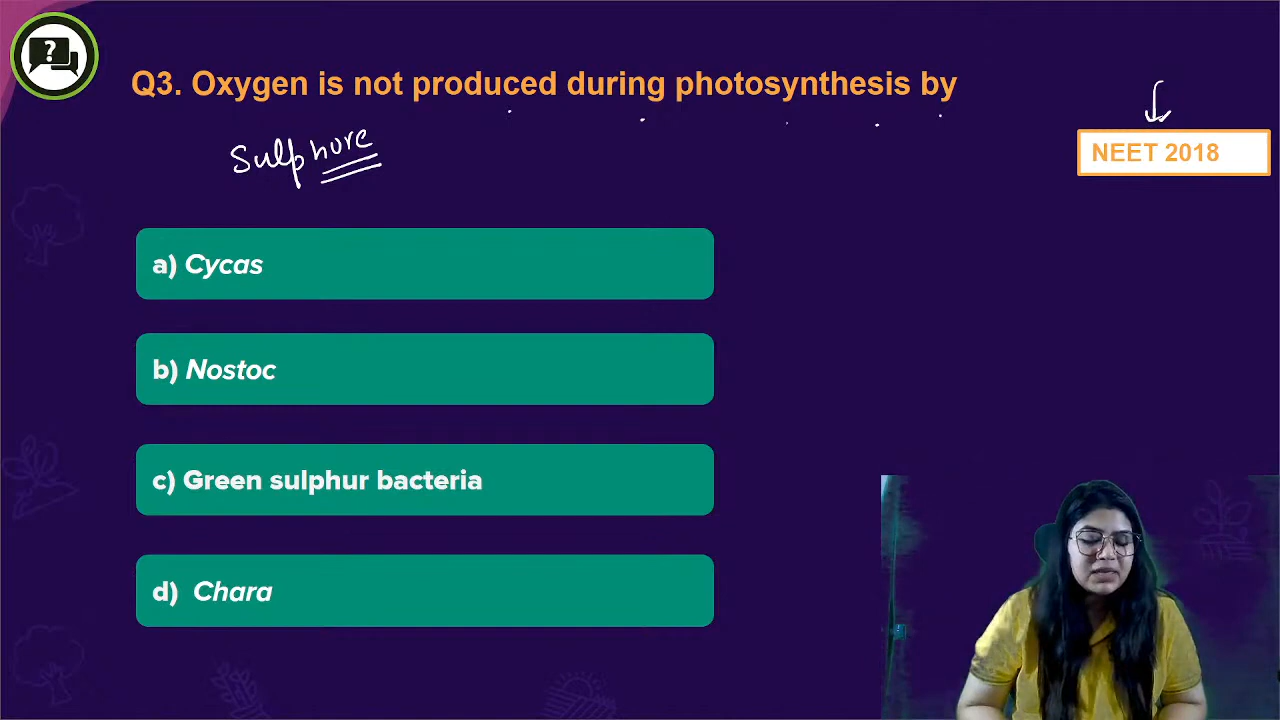 Q3. Oxygen is not produced during photosynthesis by
NEET 2018
Sulphure
a) Cycas
b) Nostoc
c) Green sulphur bacteria
d) Chara